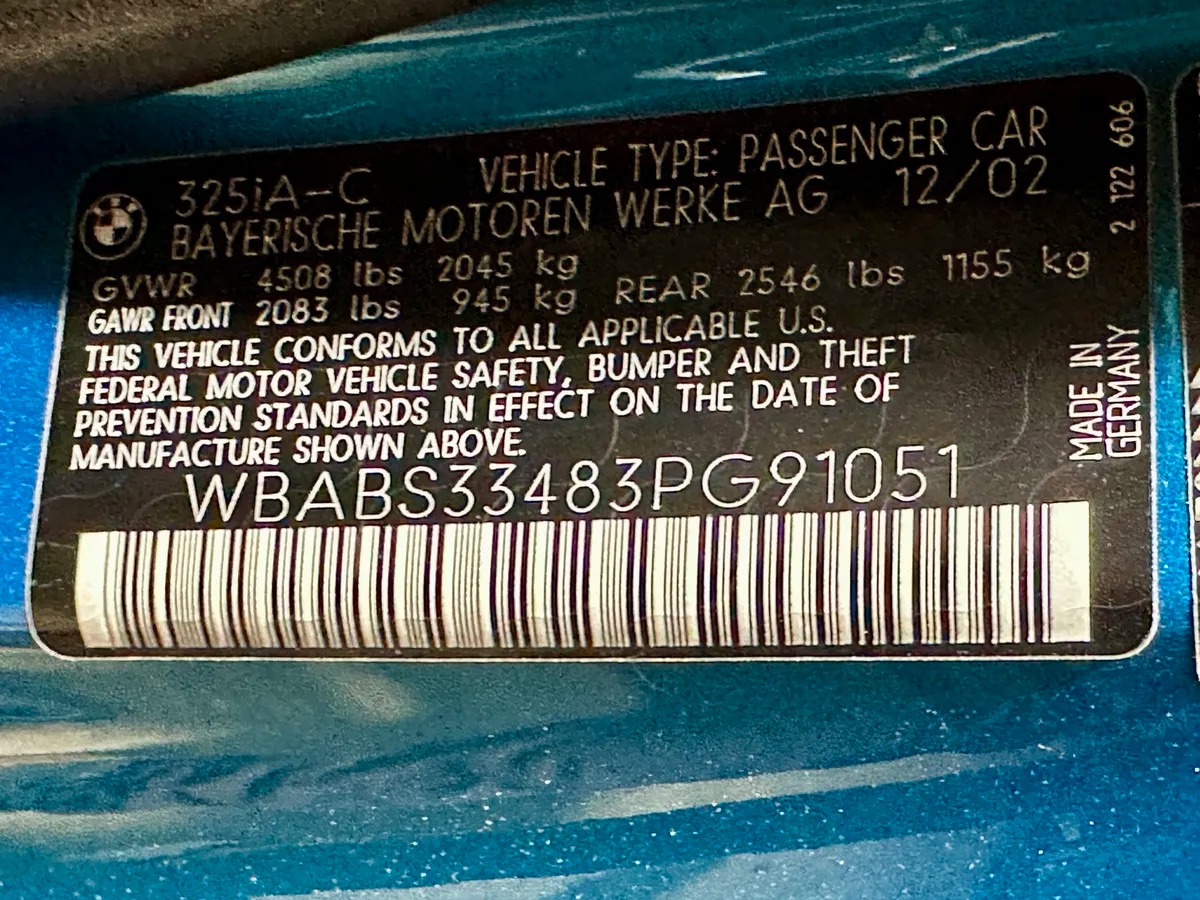 VEHICLE TYPE: PASSENGER CAR
325iA-C
BAYERISCHE MOTOREN WERKE AG 12/02
GVWR 4508 lbs 2045 kg
GAWR FRONT 2083 lbs 945 kg REAR 2546 lbs 1155 kg
THIS VEHICLE CONFORMS TO ALL APPLICABLE U.S.
FEDERAL MOTOR VEHICLE SAFETY, BUMPER AND THEFT
PREVENTION STANDARDS IN EFFECT ON THE DATE OF
MANUFACTURE SHOWN ABOVE.
WBABS33483PG91051
2 122 606
MADE IN
GERMANY